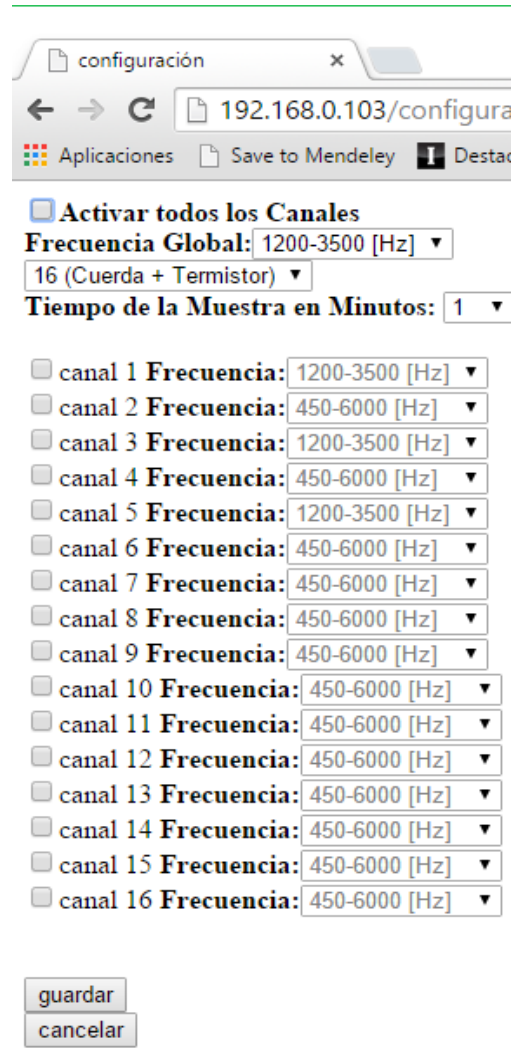 configuración
192.168.0.103/configura
Aplicaciones Save to Mendeley Destac
Activar todos los Canales
Frecuencia Global: 1200-3500 [Hz]
16 (Cuerda + Termistor)
Tiempo de la Muestra en Minutos: 1
canal 1 Frecuencia: 1200-3500 [Hz]
canal 2 Frecuencia: 450-6000 [Hz]
canal 3 Frecuencia: 1200-3500 [Hz]
canal 4 Frecuencia: 450-6000 [Hz]
canal 5 Frecuencia: 1200-3500 [Hz]
canal 6 Frecuencia: 450-6000 [Hz]
canal 7 Frecuencia: 450-6000 [Hz]
canal 8 Frecuencia: 450-6000 [Hz]
canal 9 Frecuencia: 450-6000 [Hz]
canal 10 Frecuencia: 450-6000 [Hz]
canal 11 Frecuencia: 450-6000 [Hz]
canal 12 Frecuencia: 450-6000 [Hz]
canal 13 Frecuencia: 450-6000 [Hz]
canal 14 Frecuencia: 450-6000 [Hz]
canal 15 Frecuencia: 450-6000 [Hz]
canal 16 Frecuencia: 450-6000 [Hz]
guardar
cancelar